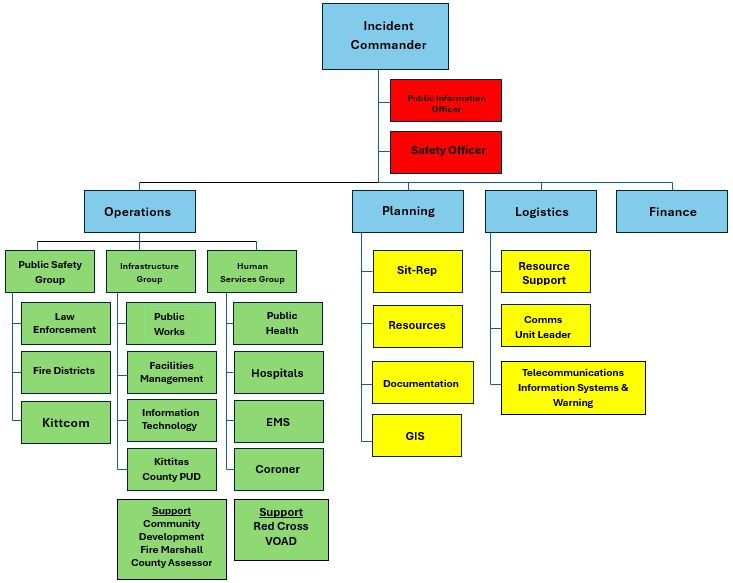 Incident
Commander
Public Information
Officer
Safety Officer
Operations
Planning
Logistics
Finance
Public Safety
Group
Infrastructure
Group
Human
Services Group
Law
Enforcement
Fire Districts
Kittcom
Public
Works
Facilities
Management
Information
Technology
Kittitas
County PUD
Support
Community
Development
Fire Marshall
County Assessor
Public
Health
Hospitals
EMS
Coroner
Support
Red Cross
VOAD
Sit-Rep
Resources
Documentation
GIS
Resource
Support
Comms
Unit Leader
Telecommunications
Information Systems &
Warning